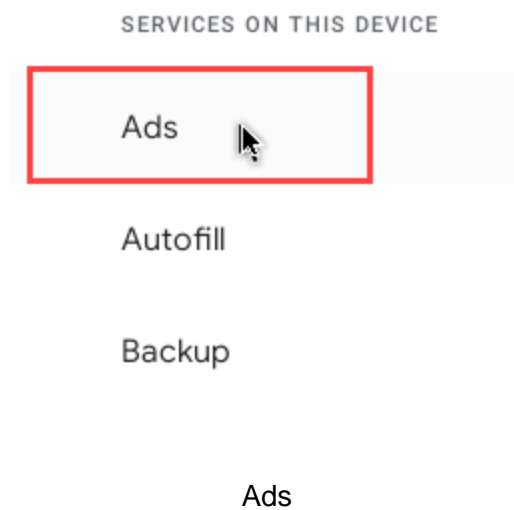 SERVICES ON THIS DEVICE
Ads
Autofill
Backup
Ads